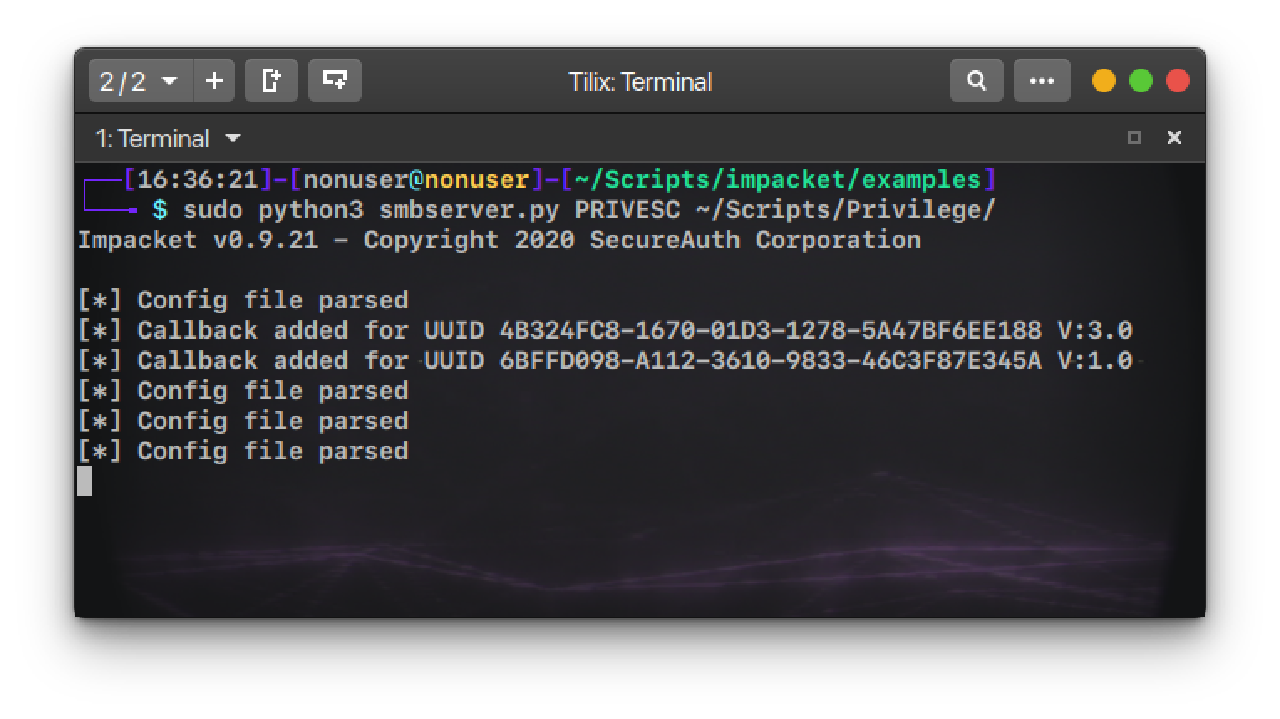 2/2
Tilix: Terminal
1: Terminal
[16:36:21]-[nonuser@nonuser]-[~/Scripts/impacket/examples]
$ sudo python3 smbserver.py PRIVESC ~/Scripts/Privilege/
Impacket v0.9.21 - Copyright 2020 SecureAuth Corporation
[*] Config file parsed
[*] Callback added for UUID 4B324FC8-1670-01D3-1278-5A47BF6EE188 V:3.0
[*] Callback added for UUID 6BFFD098-A112-3610-9833-46C3F87E345A V:1.0
[*] Config file parsed
[*] Config file parsed
[*] Config file parsed